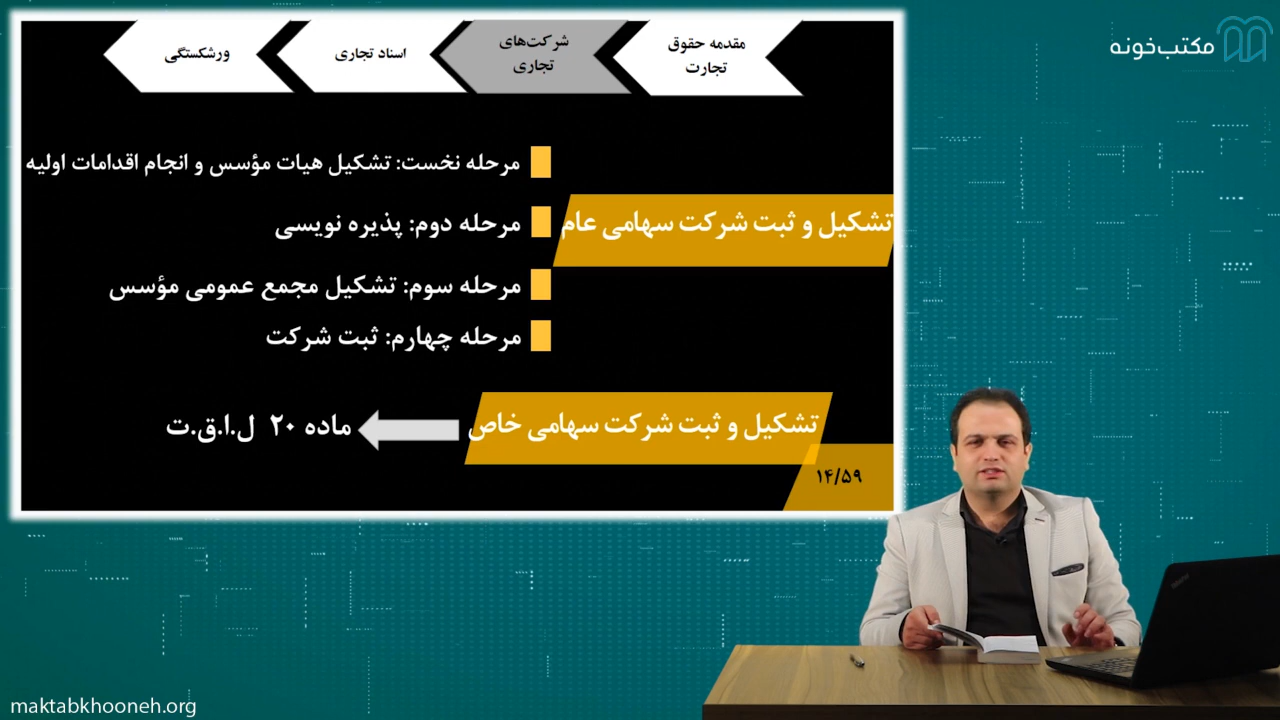 مکتب‌خونه
مقدمه حقوق
تجارت
شرکت‌های
تجاری
اسناد تجاری
ورشکستگی
تشکیل و ثبت شرکت سهامی عام
مرحله نخست: تشکیل هیات مؤسس و انجام اقدامات اولیه
مرحله دوم: پذیره نویسی
مرحله سوم: تشکیل مجمع عمومی مؤسس
مرحله چهارم: ثبت شرکت
تشکیل و ثبت شرکت سهامی خاص
ماده ۲۰ ل.ا.ق.ت
۱۴/۵۹
maktabkhooneh.org